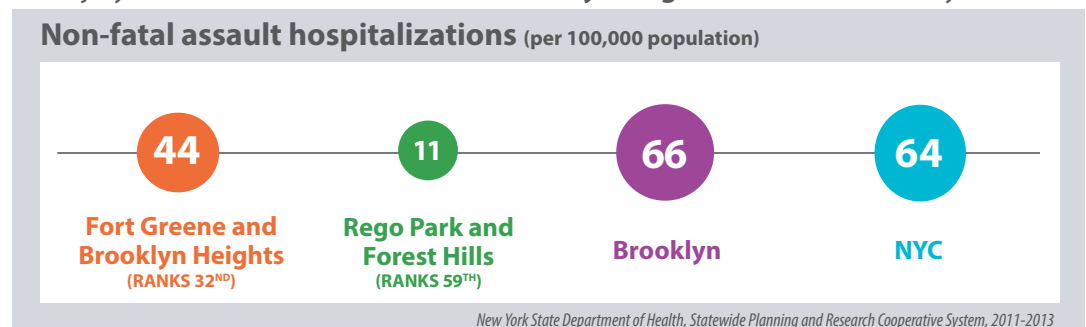 Non-fatal assault hospitalizations (per 100,000 population)
44
11
66
64
Fort Greene and
Brooklyn Heights
(RANKS 32ND)
Rego Park and
Forest Hills
(RANKS 59TH)
Brooklyn
NYC
New York State Department of Health, Statewide Planning and Research Cooperative System, 2011-2013